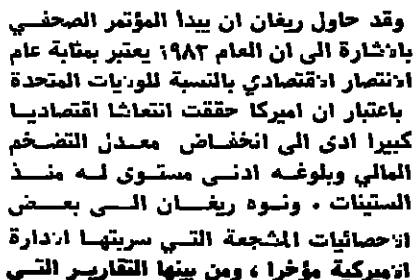 وقد حاول ريغان ان يبدأ المؤتمر الصحفي
بالاشارة الى ان العام ١٩٨٣ يعتبر بمثابة عام
الانتصار الاقتصادي بالنسبة للولايات المتحدة
باعتبار ان اميركا حققت انتعاشا اقتصاديا
كبيرا ادى الى انخفاض معدل التضخم
المالي وبلوغه ادنى مستوى له منذ
الستينات . ونوه ريغان الى بعض
الاحصائيات المشجعة التي سربتها الادارة
الاميركية مؤخرا ، ومن بينها التقارير التي